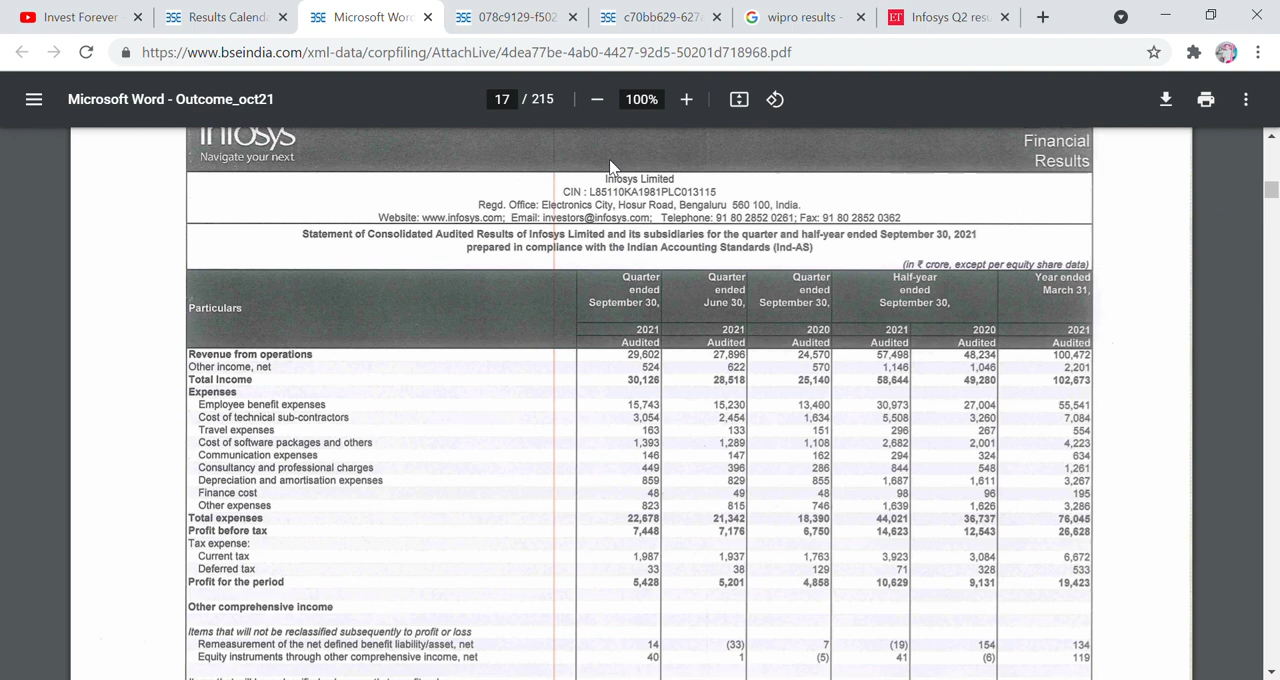 Invest Forever -
Results Calenda
Microsoft Word
078c9129-f502
c70bb629-627a
wipro results -
ET
Infosys Q2 resu
https://www.bseindia.com/xml-data/corpfiling/AttachLive/4dea77be-4ab0-4427-92d5-50201d718968.pdf
Microsoft Word - Outcome_oct21
17 / 215
100%
Infosys
Navigate your next
Financial
Results
Infosys Limited
CIN : L85110KA1981PLC013115
Regd. Office: Electronics City, Hosur Road, Bengaluru 560 100, India.
Website: www.infosys.com; Email: investors@infosys.com; Telephone: 91 80 2852 0261; Fax: 91 80 2852 0362
Statement of Consolidated Audited Results of Infosys Limited and its subsidiaries for the quarter and half-year ended September 30, 2021
prepared in compliance with the Indian Accounting Standards (Ind-AS)
(in ₹ crore, except per equity share data)
Particulars
Quarter ended September 30,
Quarter ended June 30,
Quarter ended September 30,
Half-year ended September 30,
Year ended March 31,
2021 2021 2020 2021 2020 2021
Audited Audited Audited Audited Audited Audited
Revenue from operations 29,602 27,896 24,570 57,498 48,234 100,472
Other income, net 524 622 570 1,146 1,046 2,201
Total Income 30,126 28,518 25,140 58,644 49,280 102,673
Expenses
Employee benefit expenses 15,743 15,230 13,400 30,973 27,004 55,541
Cost of technical sub-contractors 3,054 2,454 1,634 5,508 3,260 7,084
Travel expenses 163 133 151 296 267 554
Cost of software packages and others 1,393 1,289 1,108 2,682 2,001 4,223
Communication expenses 146 147 162 294 324 634
Consultancy and professional charges 449 396 286 844 548 1,261
Depreciation and amortisation expenses 859 829 855 1,687 1,611 3,267
Finance cost 48 49 48 98 96 195
Other expenses 823 815 746 1,639 1,626 3,286
Total expenses 22,678 21,342 18,390 44,021 36,737 76,045
Profit before tax 7,448 7,176 6,750 14,623 12,543 26,628
Tax expense:
Current tax 1,987 1,937 1,763 3,923 3,084 6,672
Deferred tax 33 38 129 71 328 533
Profit for the period 5,428 5,201 4,858 10,629 9,131 19,423
Other comprehensive income
Items that will not be reclassified subsequently to profit or loss
Remeasurement of the net defined benefit liability/asset, net 14 (33) 7 (19) 154 134
Equity instruments through other comprehensive income, net 40 1 (5) 41 (6) 119